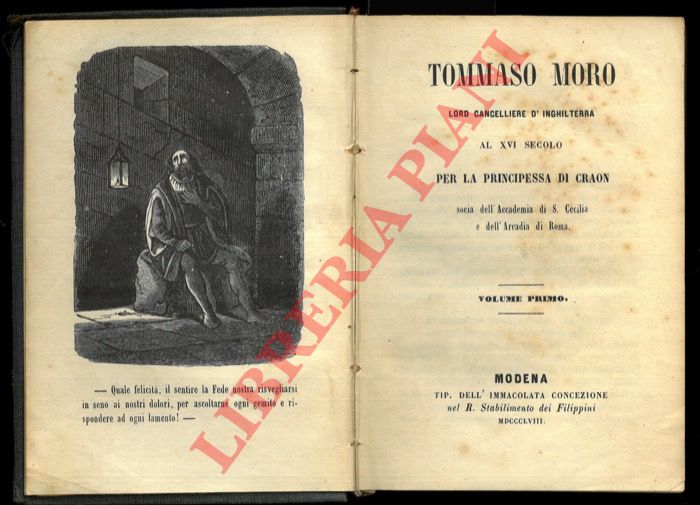 — Quale felicità, il sentire la Fede nostra risvegliarsi
in seno ai nostri dolori, per ascoltarne ogni gemito e ri-
spondere ad ogni lamento! —
TOMMASO MORO
LORD CANCELLIERE D' INGHILTERRA
AL XVI SECOLO
PER LA PRINCIPESSA DI CRAON
socia dell'Accademia di S. Cecilia
e dell'Arcadia di Roma.
VOLUME PRIMO.
MODENA
TIP. DELL' IMMACOLATA CONCEZIONE
nel R. Stabilimento dei Filippini
MDCCCLVIII.
LIBRERIA PIANI